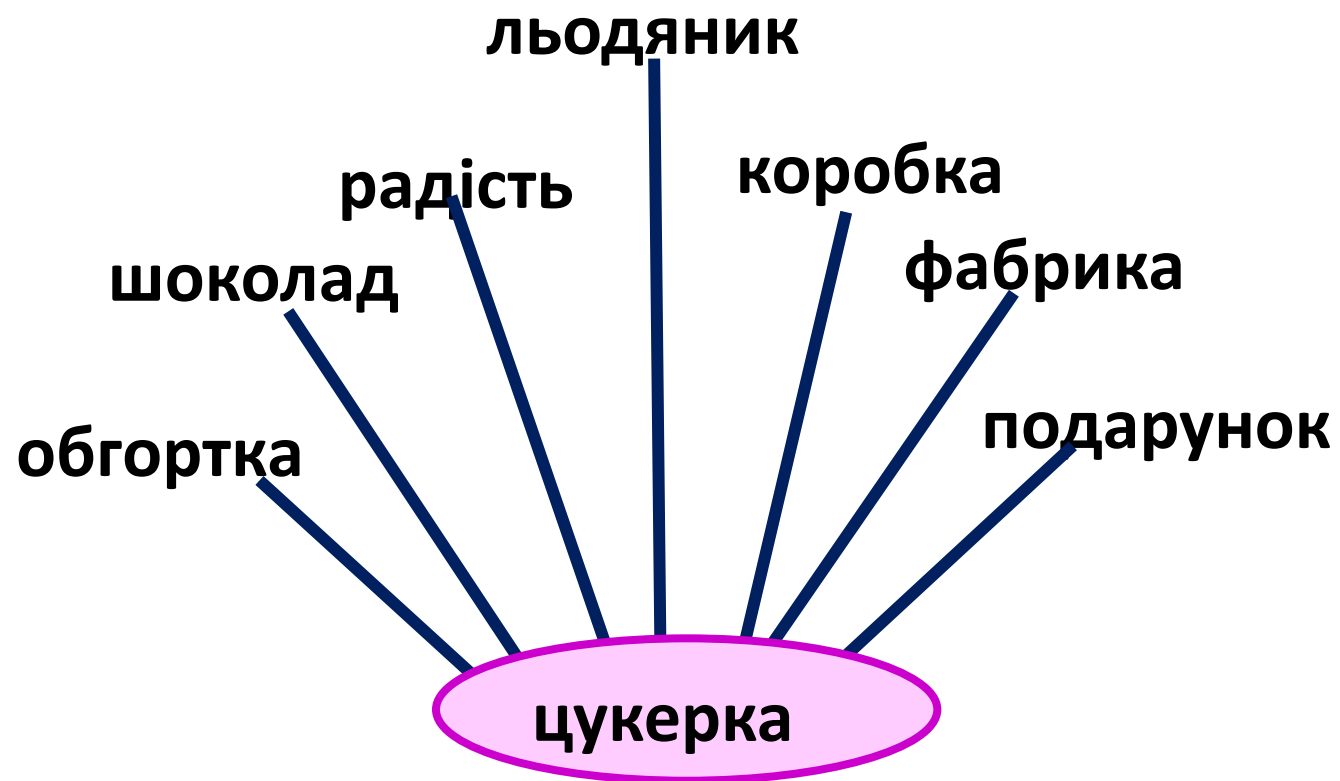 льодяник
коробка
радість
фабрика
шоколад
подарунок
обгортка
цукерка